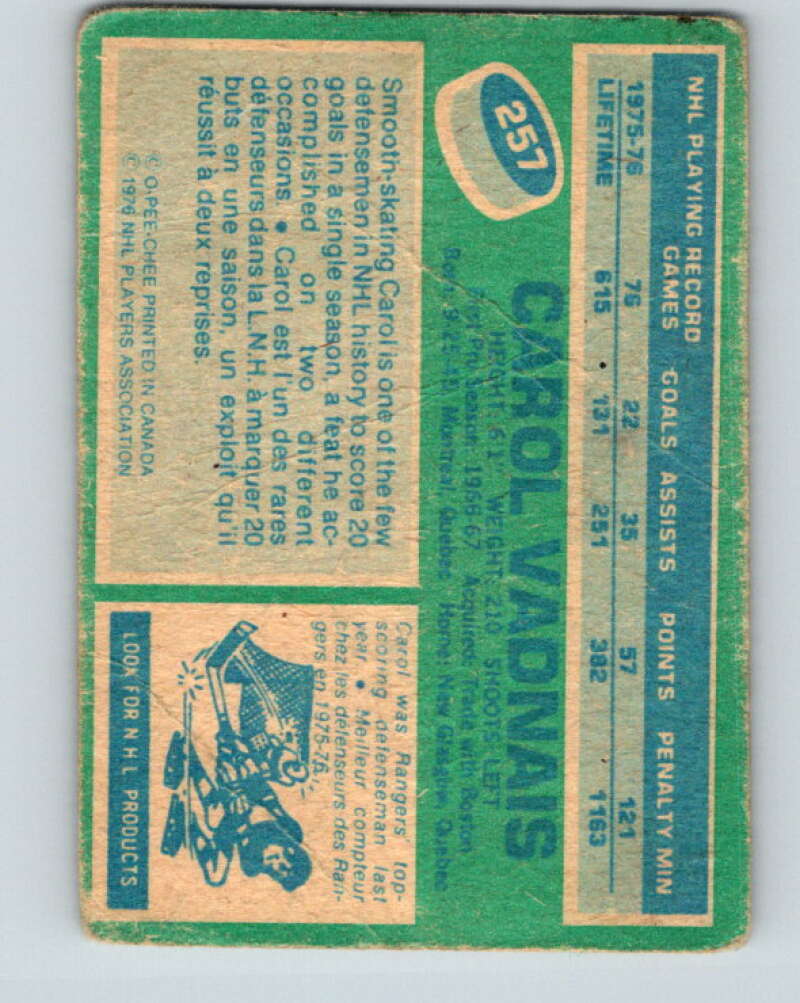 NHL PLAYING RECORD
GAMES GOALS ASSISTS POINTS PENALTY MIN
1975-76 76 22 35 57 121
LIFETIME 615 131 251 382 1163
257
CAROL VADNAIS
HEIGHT: 6'1" WEIGHT: 210 SHOOTS: LEFT
First Pro Season: 1966-67 Acquired: Trade with Boston
Born: 9-25-45 Montreal, Quebec Home: New Glasgow, Quebec
Smooth-skating Carol is one of the few
defensemen in NHL history to score 20
goals in a single season, a feat he ac-
complished on two different
occasions. • Carol est l'un des rares
défenseurs dans la L.N.H. à marquer 20
buts en une saison, un exploit qu'il
réussit à deux reprises.
© O-PEE-CHEE PRINTED IN CANADA
© 1976 NHL PLAYERS ASSOCIATION
Carol was Rangers' top-
scoring defenseman last
year. • Meilleur compteur
chez les défenseurs des Ran-
gers en 1975-76.
LOOK FOR NHL PRODUCTS